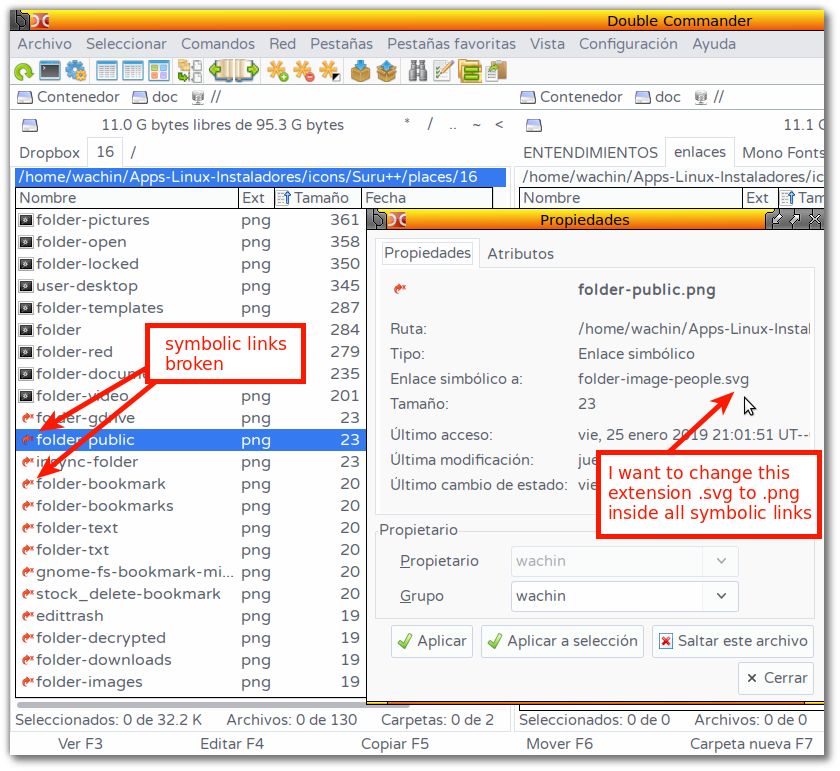 Double Commander
Archivo Seleccionar Comandos Red Pestañas Pestañas favoritas Vista Configuración Ayuda
Contenedor doc //
Contenedor doc //
11.0 G bytes libres de 95.3 G bytes * / .. ~ <
11.1 G
Dropbox 16 /
ENTENDIMIENTOS enlaces Mono Fonts
/home/wachin/Apps-Linux-Instaladores/icons/Suru++/places/16
/home/wachin/Apps-Linux-Instaladores/ic
Nombre Ext Tamaño Fecha
Nombre Ext Tam
folder-pictures png 361
folder-open png 358
folder-locked png 350
user-desktop png 345
folder-templates png 287
folder 284
folder-red 279
folder-docume 235
folder-video png 201
folder-gdrive png 23
folder-public png 23
insync-folder png 23
folder-bookmark png 20
folder-bookmarks png 20
folder-text png 20
folder-txt png 20
gnome-fs-bookmark-mi... png 20
stock_delete-bookmark png 20
edittrash png 19
folder-decrypted png 19
folder-downloads png 19
folder-images png 19
symbolic links
broken
Propiedades
Propiedades Atributos
folder-public.png
Ruta: /home/wachin/Apps-Linux-Instal
Tipo: Enlace simbólico
Enlace simbólico a: folder-image-people.svg
Tamaño: 23
Último acceso: vie, 25 enero 2019 21:01:51 UT--
Última modificación: jue
Último cambio de estado: vie
I want to change this
extension .svg to .png
inside all symbolic links
Propietario
Propietario wachin
Grupo wachin
Aplicar Aplicar a selección Saltar este archivo
Cerrar
Seleccionados: 0 de 32.2 K Archivos: 0 de 130 Carpetas: 0 de 2
Seleccionados: 0 de 0 Archivos: 0 de 0
Ver F3 Editar F4 Copiar F5 Mover F6 Carpeta nueva F7